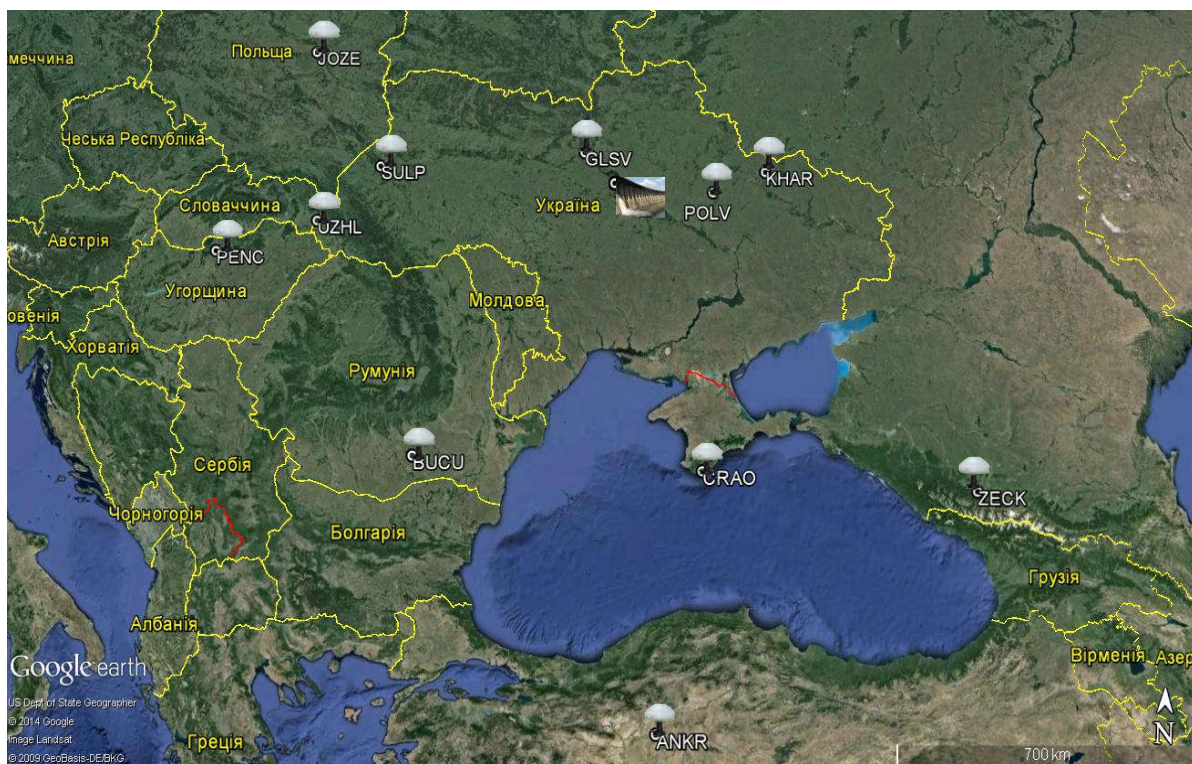 Польща
JOZE
меччина
Чеська Республіка
SULP
GLSV
KHAR
Словаччина
UZHL
Україна
POLV
Австрія
PENC
Угорщина
Молдова
овенія
Хорватія
Румунія
Сербія
BUCU
CRAO
ZECK
Чорногорія
Болгарія
Грузія
Албанія
Google earth
Вірменія
Азер
US Dept of State Geographer
© 2014 Google
Image Landsat
© 2009 GeoBasis-DE/BKG
Греція
ANKR
N
700 km